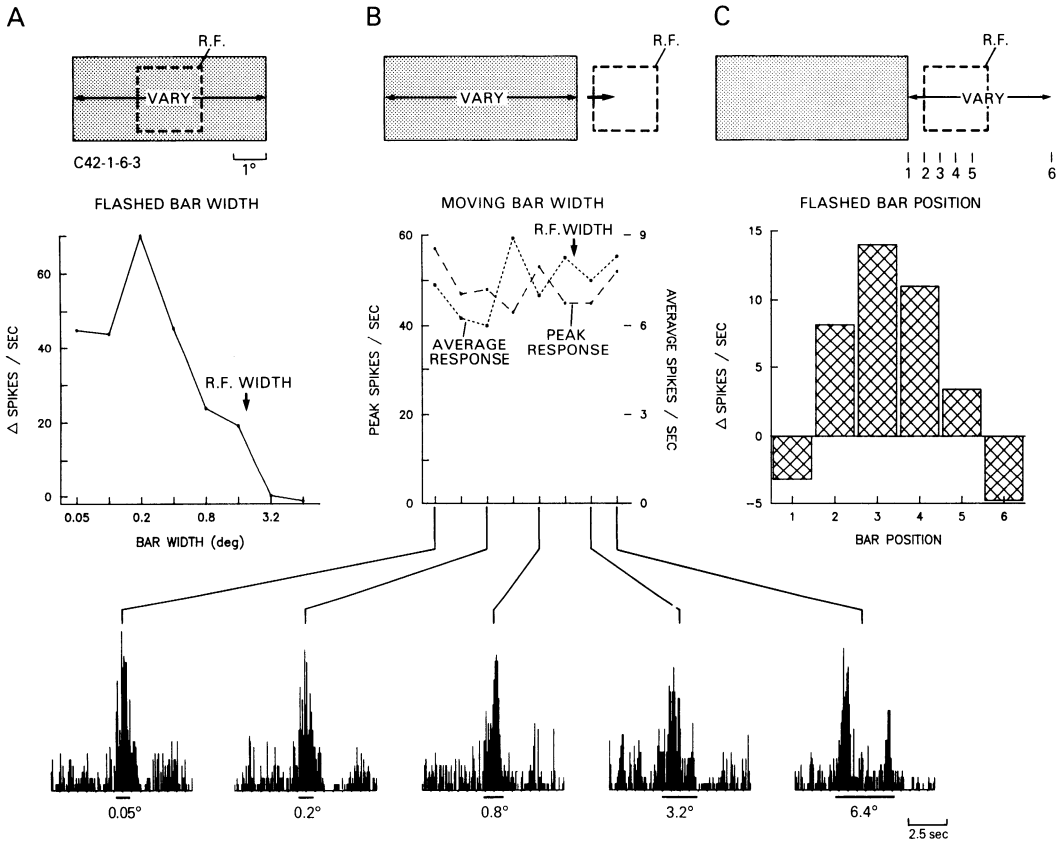 A
B
C
R.F.
R.F.
R.F.
VARY
VARY
VARY
C42-1-6-3
1°
1 2 3 4 5 6
FLASHED BAR WIDTH
MOVING BAR WIDTH
FLASHED BAR POSITION
Δ SPIKES / SEC
60
40
20
0
R.F. WIDTH
0.05 0.2 0.8 3.2
BAR WIDTH (deg)
PEAK SPIKES / SEC
60
40
20
0
R.F. WIDTH
AVERAGE
RESPONSE
PEAK
RESPONSE
9
6
3
0
AVERAVGE SPIKES / SEC
Δ SPIKES / SEC
15
10
5
0
-5
1 2 3 4 5 6
BAR POSITION
0.05°
0.2°
0.8°
3.2°
6.4°
2.5 sec